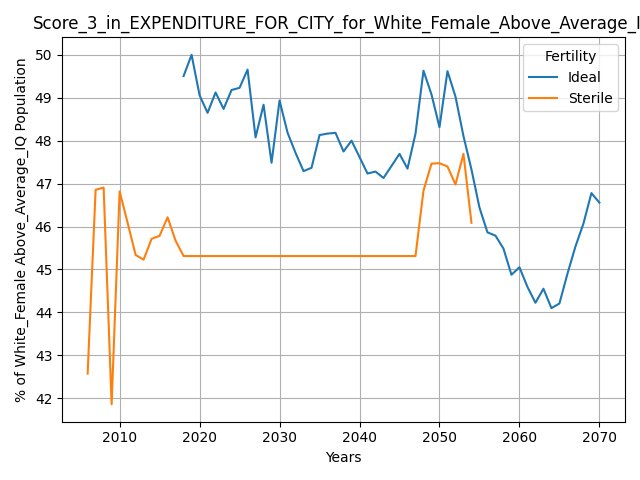 Score_3_in_EXPENDITURE_FOR_CITY_for_White_Female_Above_Average_I
Fertility
Ideal
Sterile
% of White_Female Above_Average_IQ Population
50
49
48
47
46
45
44
43
42
2010 2020 2030 2040 2050 2060 2070
Years